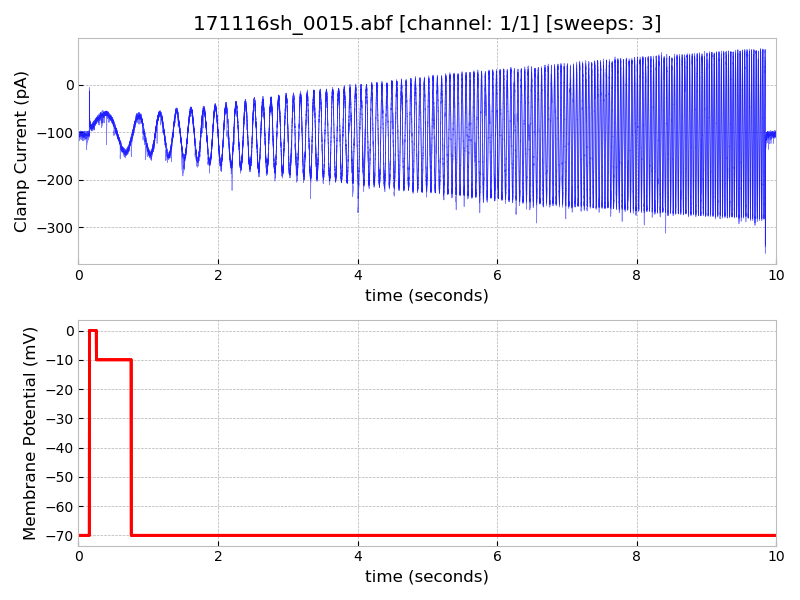 171116sh_0015.abf [channel: 1/1] [sweeps: 3]
Clamp Current (pA)
0
−100
−200
−300
0 2 4 6 8 10
time (seconds)
Membrane Potential (mV)
0
−10
−20
−30
−40
−50
−60
−70
0 2 4 6 8 10
time (seconds)